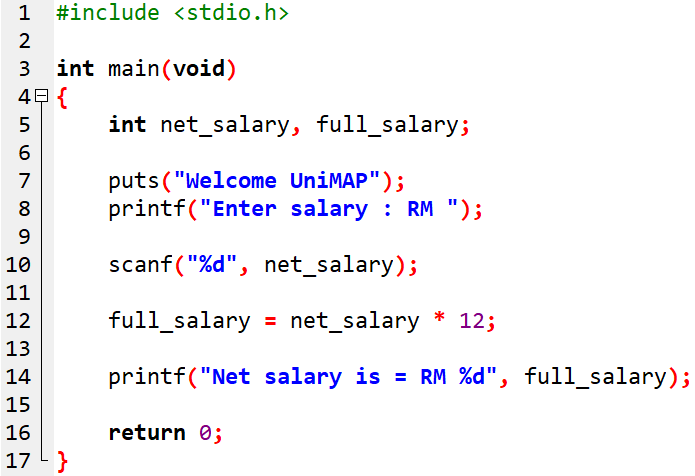 1 #include <stdio.h>
2
3 int main(void)
4 {
5 int net_salary, full_salary;
6
7 puts("Welcome UniMAP");
8 printf("Enter salary : RM ");
9
10 scanf("%d", net_salary);
11
12 full_salary = net_salary * 12;
13
14 printf("Net salary is = RM %d", full_salary);
15
16 return 0;
17 }